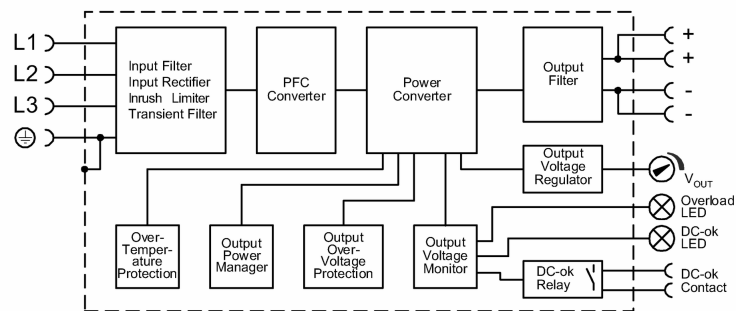 L1
L2
L3
Input Filter
Input Rectifier
Inrush Limiter
Transient Filter
PFC
Converter
Power
Converter
Output
Filter
+
+
-
-
Output
Voltage
Regulator
VOUT
Overload
LED
DC-ok
LED
Over-
Temper-
ature
Protection
Output
Power
Manager
Output
Over-
Voltage
Protection
Output
Voltage
Monitor
DC-ok
Relay
DC-ok
Contact